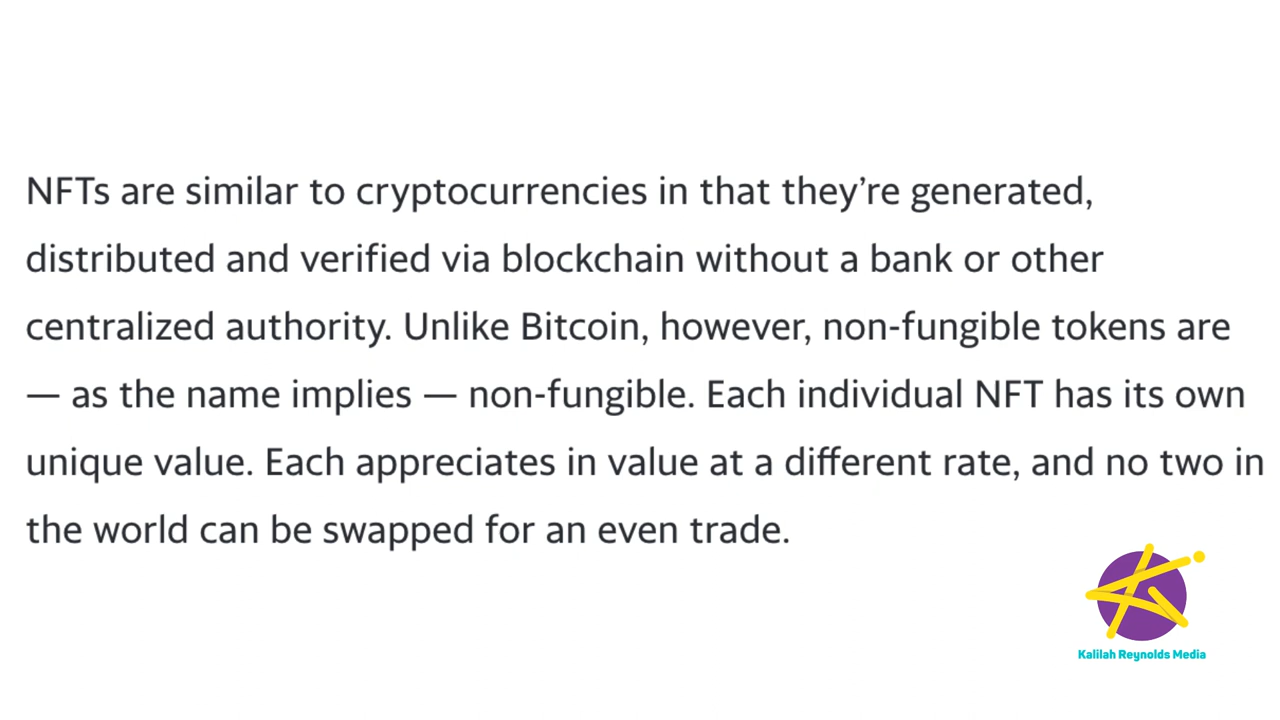 NFTs are similar to cryptocurrencies in that they’re generated,
distributed and verified via blockchain without a bank or other
centralized authority. Unlike Bitcoin, however, non-fungible tokens are
— as the name implies — non-fungible. Each individual NFT has its own
unique value. Each appreciates in value at a different rate, and no two in
the world can be swapped for an even trade.
Kalilah Reynolds Media